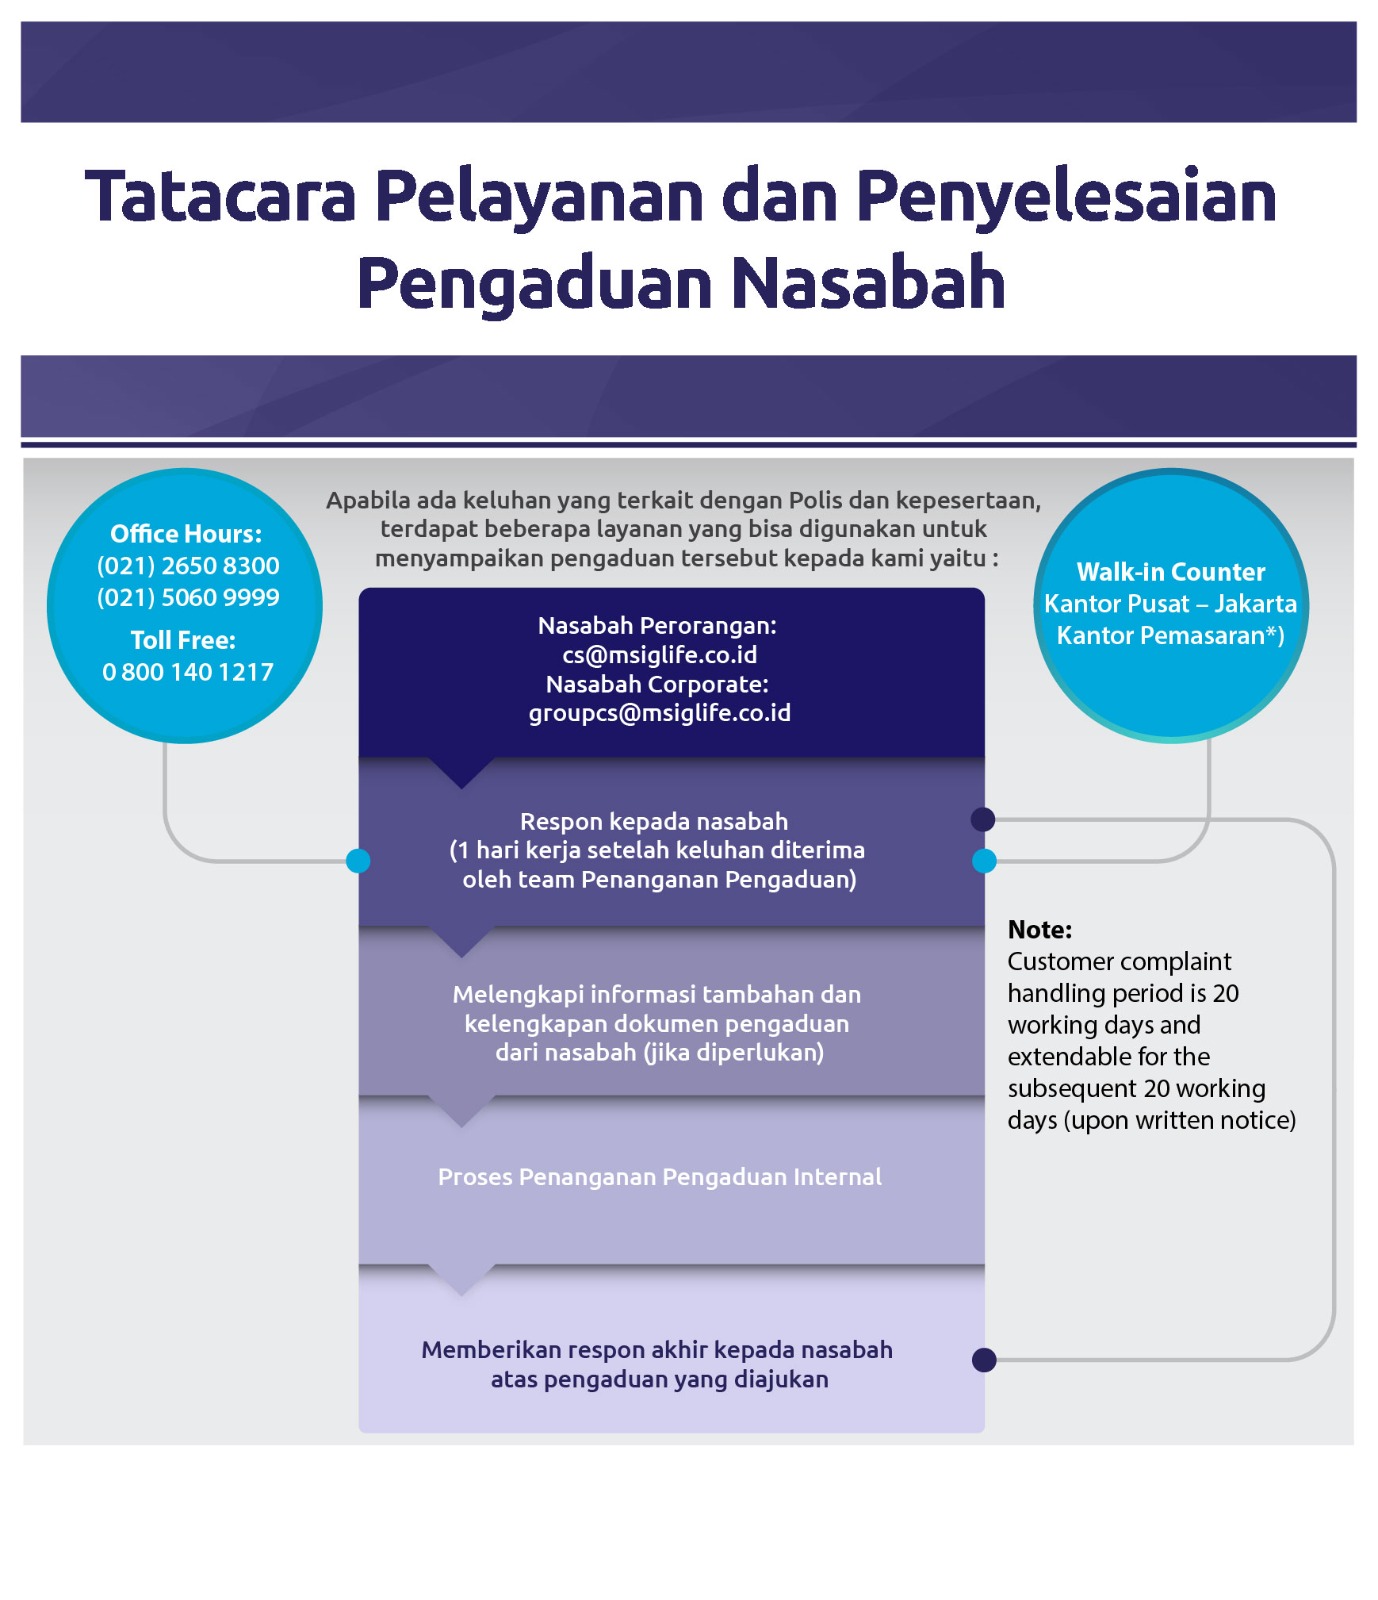 Tatacara Pelayanan dan Penyelesaian
Pengaduan Nasabah
Office Hours:
(021) 2650 8300
(021) 5060 9999
Toll Free:
0 800 140 1217
Apabila ada keluhan yang terkait dengan Polis dan kepesertaan,
terdapat beberapa layanan yang bisa digunakan untuk
menyampaikan pengaduan tersebut kepada kami yaitu :
Walk-in Counter
Kantor Pusat – Jakarta
Kantor Pemasaran*)
Nasabah Perorangan:
cs@msiglife.co.id
Nasabah Corporate:
groupcs@msiglife.co.id
Respon kepada nasabah
(1 hari kerja setelah keluhan diterima
oleh team Penanganan Pengaduan)
Melengkapi informasi tambahan dan
kelengkapan dokumen pengaduan
dari nasabah (jika diperlukan)
Proses Penanganan Pengaduan Internal
Memberikan respon akhir kepada nasabah
atas pengaduan yang diajukan
Note:
Customer complaint
handling period is 20
working days and
extendable for the
subsequent 20 working
days (upon written notice)